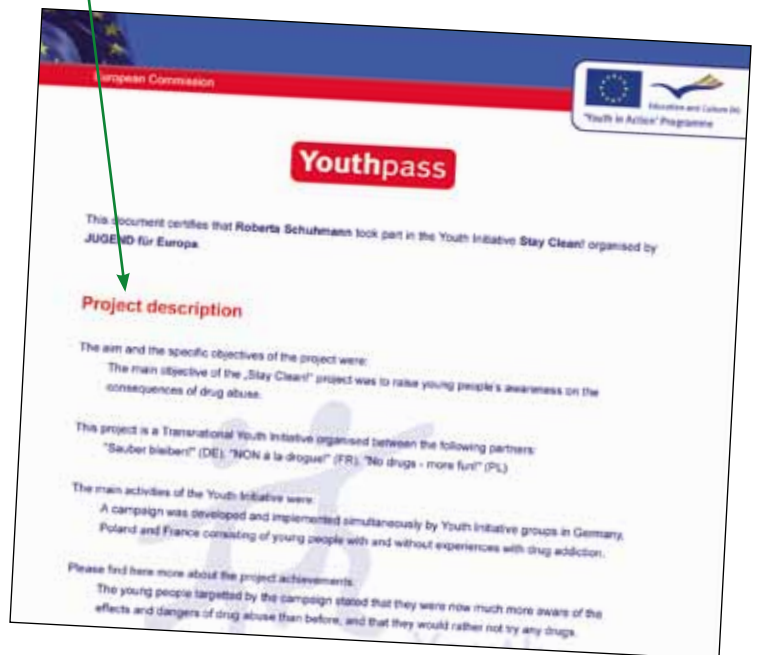 European Commission
Education and Culture DG
'Youth in Action' Programme
Youthpass
This document certifies that Roberta Schuhmann took part in the Youth Initiative Stay Clean! organised by
JUGEND für Europa.
Project description
The aim and the specific objectives of the project were:
The main objective of the „Stay Clean!" project was to raise young people's awareness on the
consequences of drug abuse.
This project is a Transnational Youth Initiative organised between the following partners:
"Sauber bleiben!" (DE), "NON à la drogue!" (FR), "No drugs - more fun!" (PL)
The main activities of the Youth Initiative were:
A campaign was developed and implemented simultaneously by Youth Initiative groups in Germany,
Poland and France consisting of young people with and without experiences with drug addiction.
Please find here more about the project achievements.
The young people targetted by the campaign stated that they were now much more aware of the
effects and dangers of drug abuse than before, and that they would rather not try any drugs.